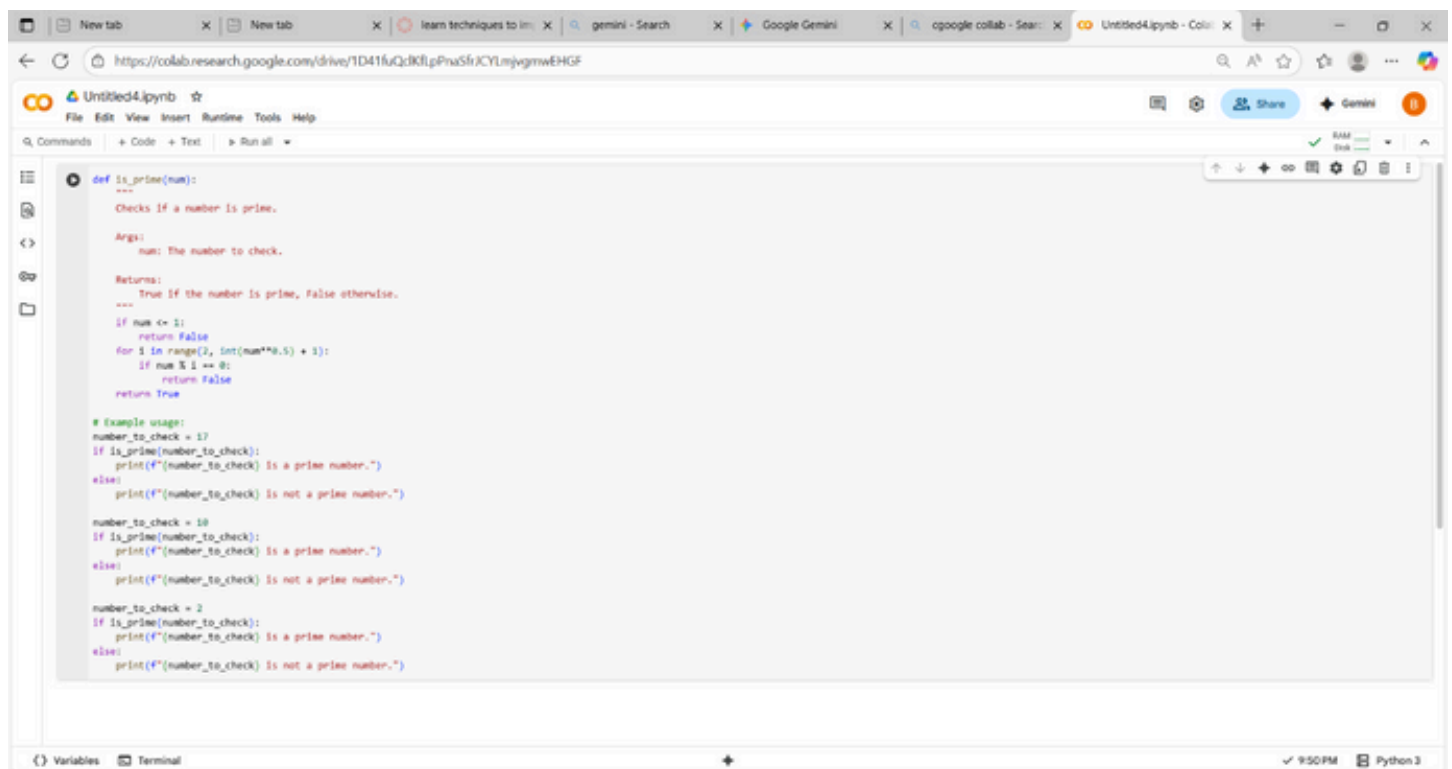 New tab
New tab
learn techniques to im
gemini - Search
Google Gemini
cgoogle collab - Sear
Untitled4.ipynb - Colab
https://colab.research.google.com/drive/
CO
Untitled4.ipynb
File Edit View Insert Runtime Tools Help
Share
Gemini
B
Commands
+ Code + Text
Run all
RAM
Disk
def is_prime(num):
"""
Checks if a number is prime.
Args:
num: The number to check.
Returns:
True if the number is prime, False otherwise.
"""
if num <= 1:
return False
for i in range(2, int(num**0.5) + 1):
if num % i == 0:
return False
return True
# Example usage:
number_to_check = 17
if is_prime(number_to_check):
print(f"{number_to_check} is a prime number.")
else:
print(f"{number_to_check} is not a prime number.")
number_to_check = 10
if is_prime(number_to_check):
print(f"{number_to_check} is a prime number.")
else:
print(f"{number_to_check} is not a prime number.")
number_to_check = 2
if is_prime(number_to_check):
print(f"{number_to_check} is a prime number.")
else:
print(f"{number_to_check} is not a prime number.")
Variables
Terminal
9:50 PM
Python 3